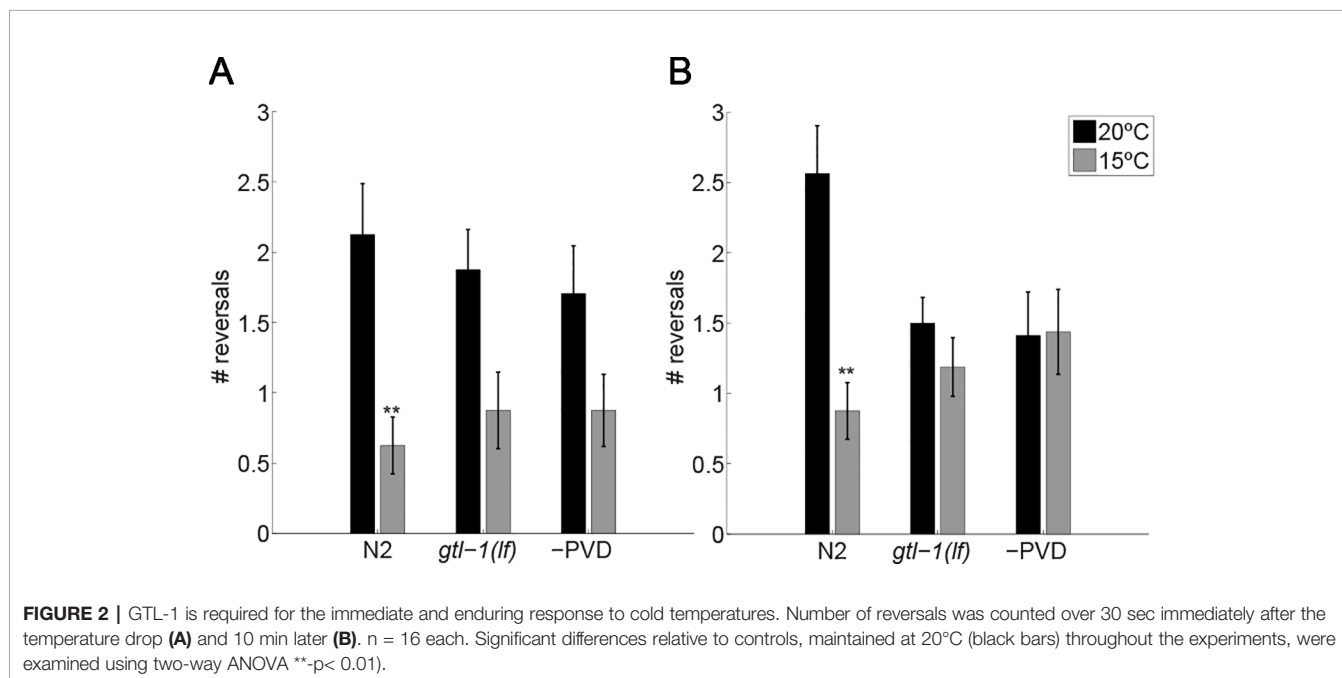 A
B
3
2.5
2
1.5
1
0.5
0
# reversals
**
N2
gtl−1(lf)
−PVD
3
2.5
2
1.5
1
0.5
0
# reversals
**
N2
gtl−1(lf)
−PVD
20ºC
15ºC
FIGURE 2 | GTL-1 is required for the immediate and enduring response to cold temperatures. Number of reversals was counted over 30 sec immediately after the
temperature drop (A) and 10 min later (B). n = 16 each. Significant differences relative to controls, maintained at 20°C (black bars) throughout the experiments, were
examined using two-way ANOVA **-p< 0.01).